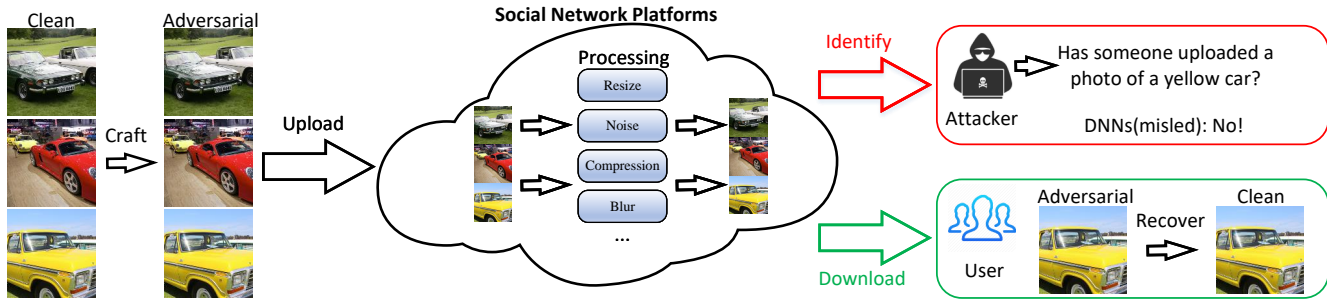 Clean
Adversarial
Craft
Upload
Social Network Platforms
Processing
Resize
Noise
Compression
Blur
...
Identify
Attacker
Has someone uploaded a
photo of a yellow car?
DNNs(misled): No!
Download
User
Adversarial
Recover
Clean